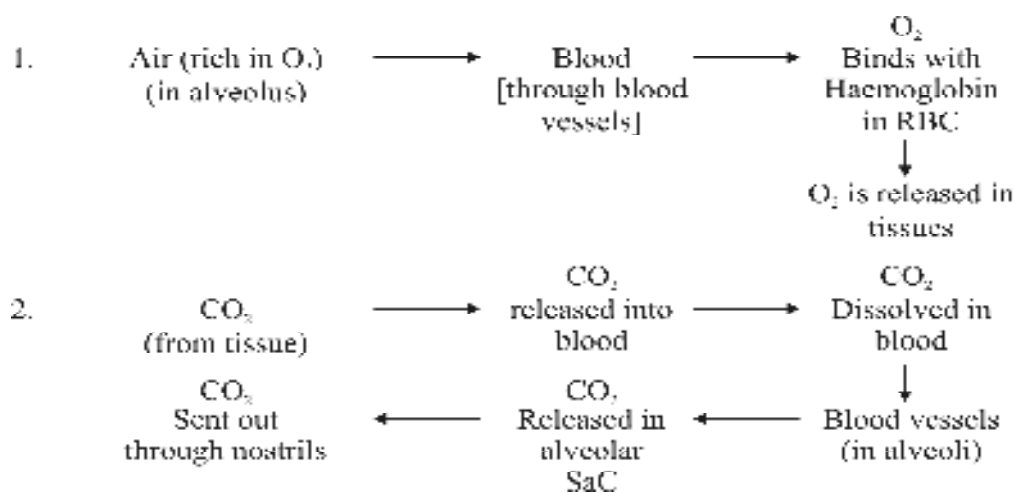 1.
Air (rich in O₂)
(in alveolus)
Blood
[through blood
vessels]
O₂
Binds with
Haemoglobin
in RBC
O₂ is released in
tissues
2.
CO₂
(from tissue)
CO₂
released into
blood
CO₂
Dissolved in
blood
Blood vessels
(in alveoli)
CO₂
Released in
alveolar
SaC
CO₂
Sent out
through nostrils